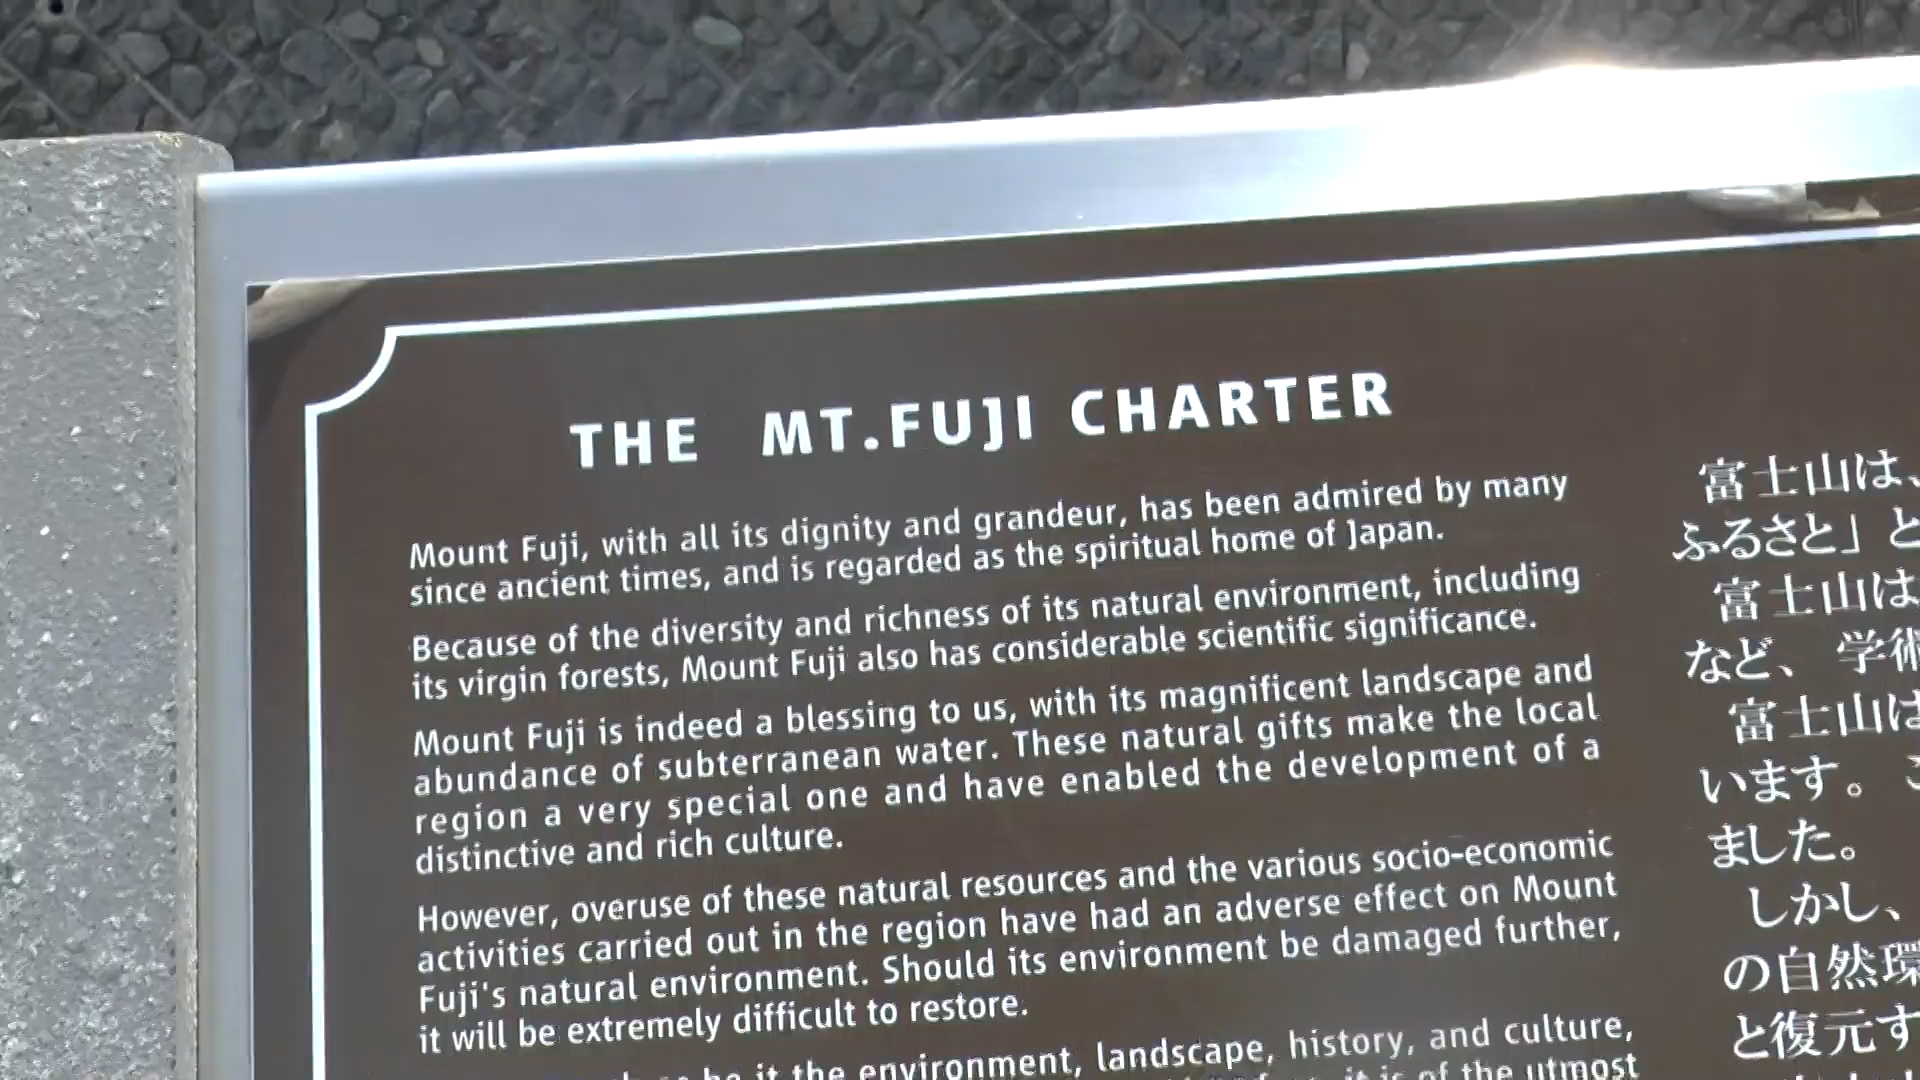 THE MT.FUJI CHARTER
Mount Fuji, with all its dignity and grandeur, has been admired by many
since ancient times, and is regarded as the spiritual home of Japan.
Because of the diversity and richness of its natural environment, including
its virgin forests, Mount Fuji also has considerable scientific significance.
Mount Fuji is indeed a blessing to us, with its magnificent landscape and
abundance of subterranean water. These natural gifts make the local
region a very special one and have enabled the development of a
distinctive and rich culture.
However, overuse of these natural resources and the various socio-economic
activities carried out in the region have had an adverse effect on Mount
Fuji's natural environment. Should its environment be damaged further,
it will be extremely difficult to restore.
be it the environment, landscape, history, and culture,
it is of the utmost
富士山は、
ふるさと」と
富士山は
など、学術
富士山は
います。こ
ました。
しかし、
の自然環
と復元す